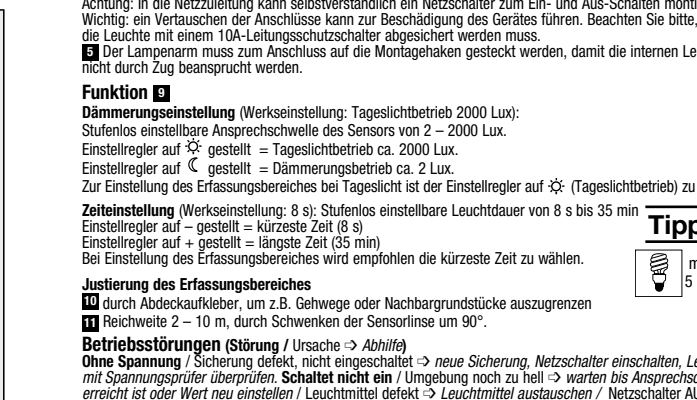 Achtung: In die Netzzuleitung kann selbstverständlich ein Netzschalter zum Ein- und Aus-Schalten
Wichtig: ein Vertauschen der Anschlüsse kann zur Beschädigung des Gerätes führen. Beachten Sie bitte,
die Leuchte mit einem 10A-Leitungsschutzschalter abgesichert werden muss.
5 Der Lampenarm muss zum Anschluss auf die Montagehaken gesteckt werden, damit die internen
nicht durch Zug beansprucht werden.
Funktion 9
Dämmerungseinstellung (Werkseinstellung: Tageslichtbetrieb 2000 Lux):
Stufenlos einstellbare Ansprechschwelle des Sensors von 2 – 2000 Lux.
Einstellregler auf ☼ gestellt = Tageslichtbetrieb ca. 2000 Lux.
Einstellregler auf ☾ gestellt = Dämmerungsbetrieb ca. 2 Lux.
Zur Einstellung des Erfassungsbereiches bei Tageslicht ist der Einstellregler auf ☼ (Tageslichtbetrieb) zu
Zeiteinstellung (Werkseinstellung: 8 s): Stufenlos einstellbare Leuchtdauer von 8 s bis 35 min
Einstellregler auf – gestellt = kürzeste Zeit (8 s)
Einstellregler auf + gestellt = längste Zeit (35 min)
Bei Einstellung des Erfassungsbereiches wird empfohlen die kürzeste Zeit zu wählen.
Tipp
5
Justierung des Erfassungsbereiches
10 durch Abdeckaufkleber, um z.B. Gehwege oder Nachbargrundstücke auszugrenzen
11 Reichweite 2 – 10 m, durch Schwenken der Sensorlinse um 90°.
Betriebsstörungen (Störung / Ursache ⇨ Abhilfe)
Ohne Spannung / Sicherung defekt, nicht eingeschaltet ⇨ neue Sicherung, Netzschalter einschalten,
mit Spannungsprüfer überprüfen. Schaltet nicht ein / Umgebung noch zu hell ⇨ warten bis
erreicht ist oder Wert neu einstellen / Leuchtmittel defekt ⇨ Leuchtmittel austauschen / Netzschalter